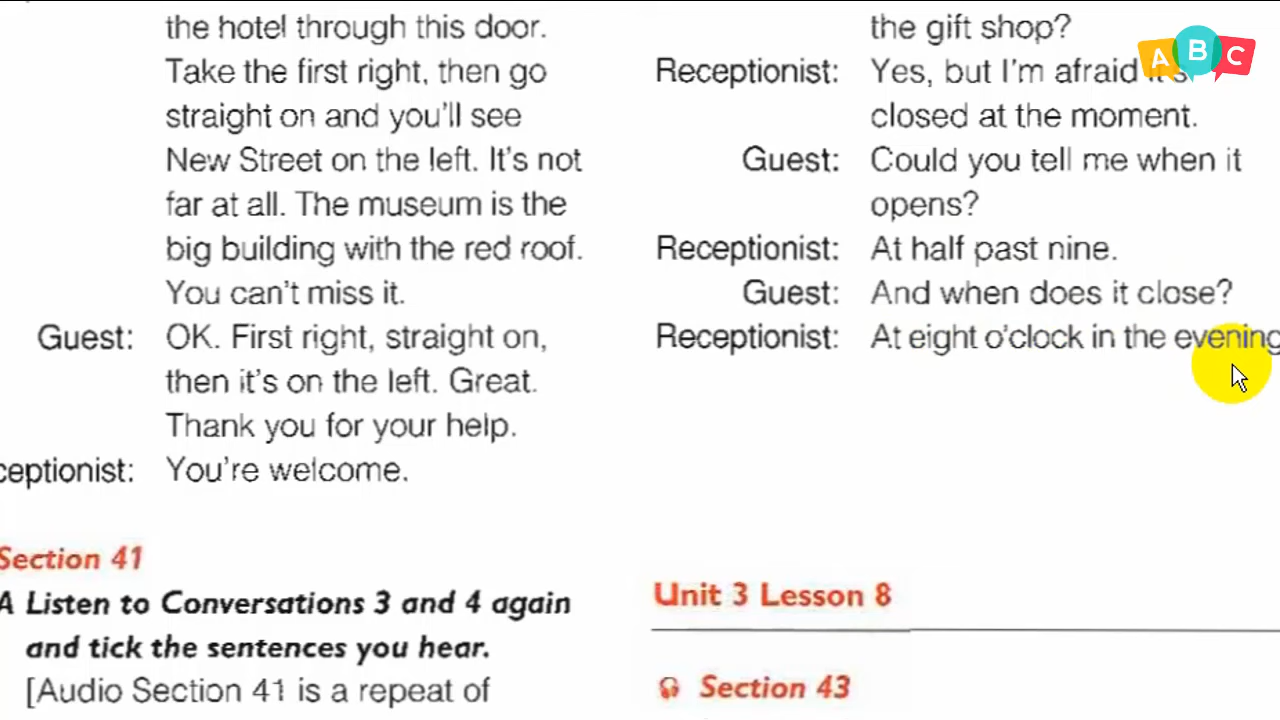 the hotel through this door.
Take the first right, then go
straight on and you'll see
New Street on the left. It's not
far at all. The museum is the
big building with the red roof.
You can't miss it.
Guest: OK. First right, straight on,
then it's on the left. Great.
Thank you for your help.
ceptionist: You're welcome.
Section 41
A Listen to Conversations 3 and 4 again
and tick the sentences you hear.
[Audio Section 41 is a repeat of
the gift shop?
Receptionist: Yes, but I'm afraid it's
closed at the moment.
Guest: Could you tell me when it
opens?
Receptionist: At half past nine.
Guest: And when does it close?
Receptionist: At eight o'clock in the evening
Unit 3 Lesson 8
Section 43
A B C